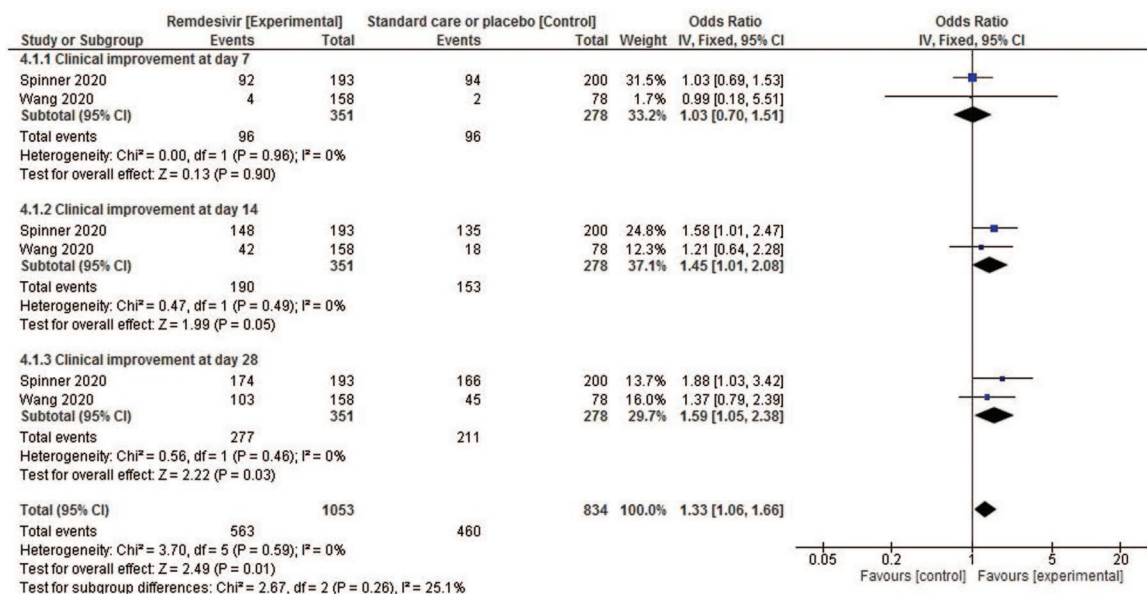 Remdesivir [Experimental] Standard care or placebo [Control] Odds Ratio Odds Ratio
Study or Subgroup Events Total Events Total Weight IV, Fixed, 95% CI IV, Fixed, 95% CI
4.1.1 Clinical improvement at day 7
Spinner 2020 92 193 94 200 31.5% 1.03 [0.69, 1.53]
Wang 2020 4 158 2 78 1.7% 0.99 [0.18, 5.51]
Subtotal (95% CI) 351 278 33.2% 1.03 [0.70, 1.51]
Total events 96 96
Heterogeneity: Chi² = 0.00, df = 1 (P = 0.96); I² = 0%
Test for overall effect: Z = 0.13 (P = 0.90)
4.1.2 Clinical improvement at day 14
Spinner 2020 148 193 135 200 24.8% 1.58 [1.01, 2.47]
Wang 2020 42 158 18 78 12.3% 1.21 [0.64, 2.28]
Subtotal (95% CI) 351 278 37.1% 1.45 [1.01, 2.08]
Total events 190 153
Heterogeneity: Chi² = 0.47, df = 1 (P = 0.49); I² = 0%
Test for overall effect: Z = 1.99 (P = 0.05)
4.1.3 Clinical improvement at day 28
Spinner 2020 174 193 166 200 13.7% 1.88 [1.03, 3.42]
Wang 2020 103 158 45 78 16.0% 1.37 [0.79, 2.39]
Subtotal (95% CI) 351 278 29.7% 1.59 [1.05, 2.38]
Total events 277 211
Heterogeneity: Chi² = 0.56, df = 1 (P = 0.46); I² = 0%
Test for overall effect: Z = 2.22 (P = 0.03)
Total (95% CI) 1053 834 100.0% 1.33 [1.06, 1.66]
Total events 563 460
Heterogeneity: Chi² = 3.70, df = 5 (P = 0.59); I² = 0%
Test for overall effect: Z = 2.49 (P = 0.01)
Test for subgroup differences: Chi² = 2.67, df = 2 (P = 0.26), I² = 25.1%
0.05 0.2 1 5 20
Favours [control] Favours [experimental]